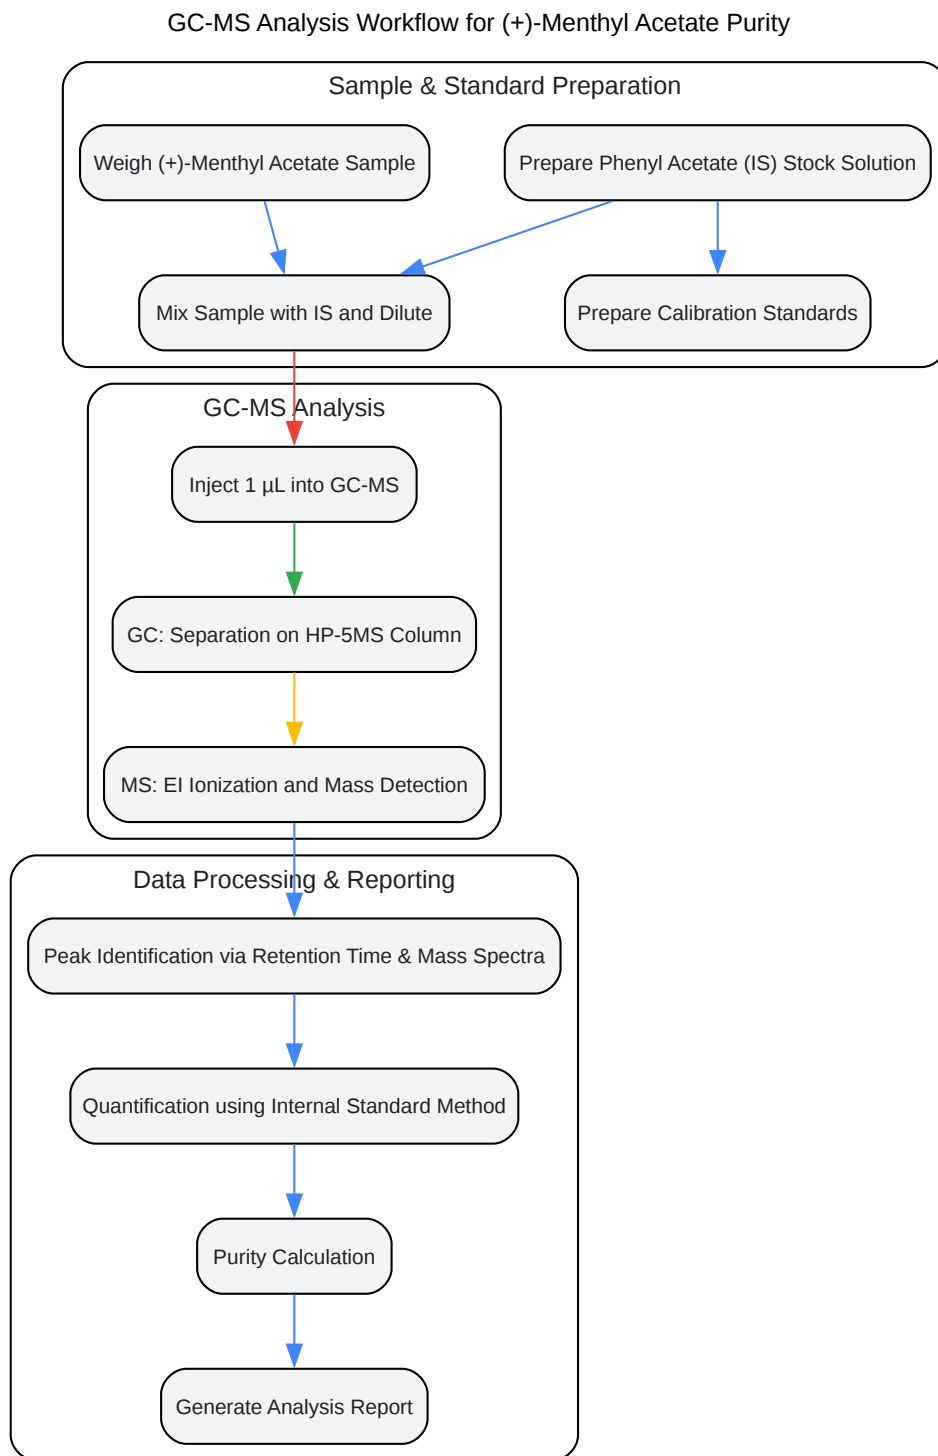 GC-MS Analysis Workflow for (+)-Menthyl Acetate Purity
Sample & Standard Preparation
Weigh (+)-Menthyl Acetate Sample
Prepare Phenyl Acetate (IS) Stock Solution
Mix Sample with IS and Dilute
Prepare Calibration Standards
GC-MS Analysis
Inject 1 µL into GC-MS
GC: Separation on HP-5MS Column
MS: EI Ionization and Mass Detection
Data Processing & Reporting
Peak Identification via Retention Time & Mass Spectra
Quantification using Internal Standard Method
Purity Calculation
Generate Analysis Report